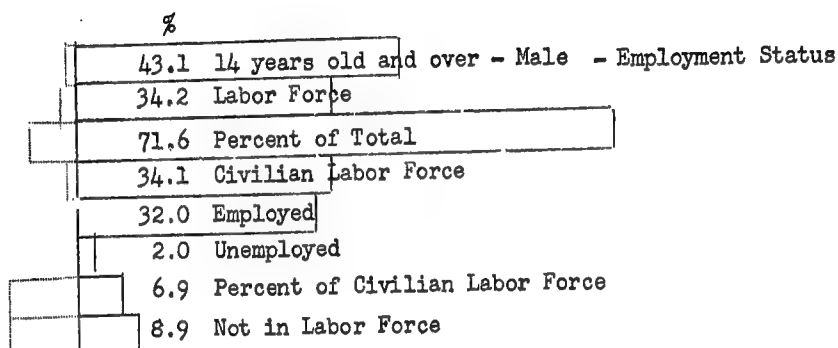 %
43.1 14 years old and over - Male - Employment Status
34.2 Labor Force
71.6 Percent of Total
34.1 Civilian Labor Force
32.0 Employed
2.0 Unemployed
6.9 Percent of Civilian Labor Force
8.9 Not in Labor Force